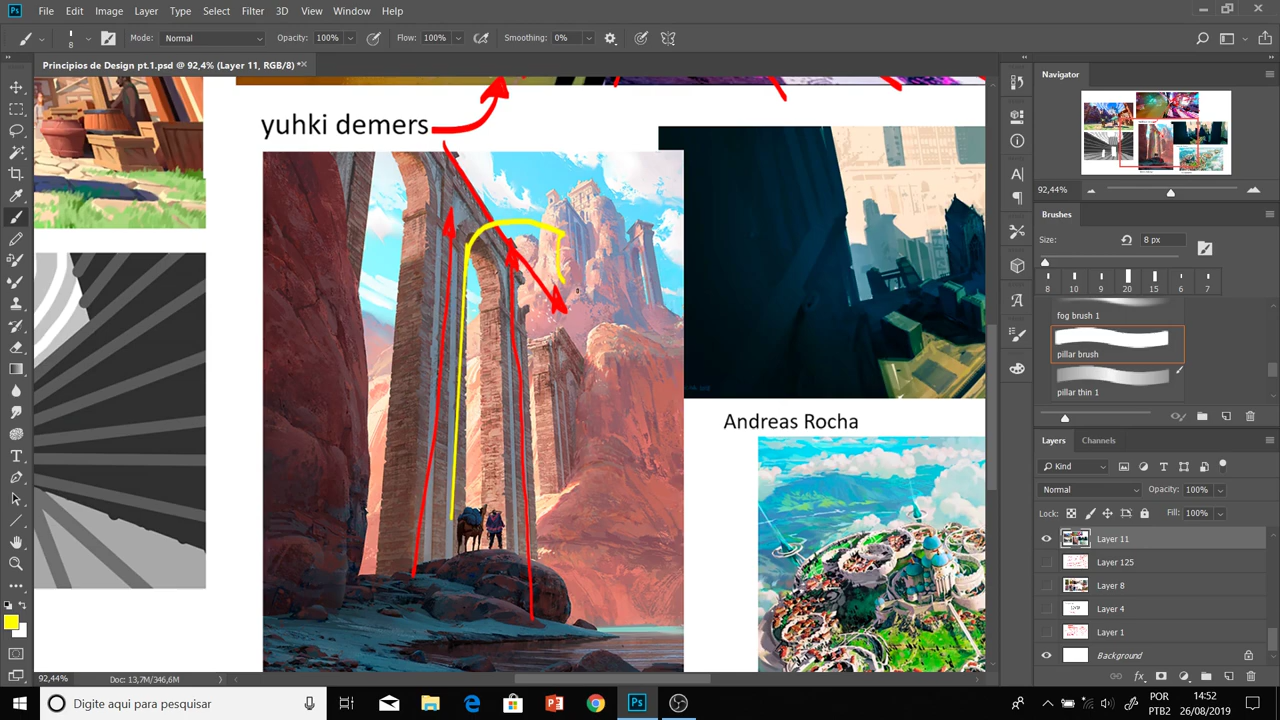 Ps File Edit Image Layer Type Select Filter 3D View Window Help
8 Mode: Normal Opacity: 100% Flow: 100% Smoothing: 0%
Principios de Design pt.1.psd @ 92,4% (Layer 11, RGB/8) *
yuhki demers
Andreas Rocha
Navigator
92,44%
Brushes
Size: 8 px
8 10 9 20 15 6 7
fog brush 1
pillar brush
pillar thin 1
Layers Channels
Kind
Normal Opacity: 100%
Lock: Fill: 100%
Layer 11
Layer 125
Layer 8
Layer 4
Layer 1
Background
fx
92,44% Doc: 13,7M/346,6M
Digite aqui para pesquisar
Ps
POR
PTB2
14:52
26/08/2019